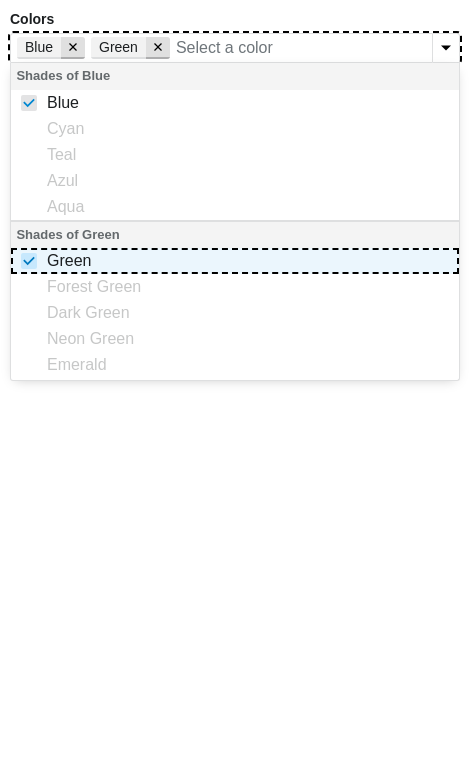 Colors
Blue ✕ Green ✕ Select a color
Shades of Blue
Blue
Cyan
Teal
Azul
Aqua
Shades of Green
Green
Forest Green
Dark Green
Neon Green
Emerald